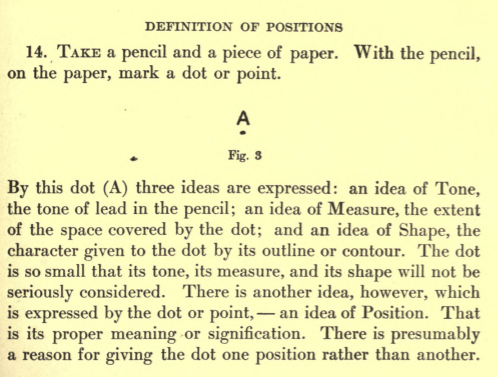 DEFINITION OF POSITIONS
14. TAKE a pencil and a piece of paper. With the pencil,
on the paper, mark a dot or point.
A
Fig. 3
By this dot (A) three ideas are expressed: an idea of Tone,
the tone of lead in the pencil; an idea of Measure, the extent
of the space covered by the dot; and an idea of Shape, the
character given to the dot by its outline or contour. The dot
is so small that its tone, its measure, and its shape will not be
seriously considered. There is another idea, however, which
is expressed by the dot or point,— an idea of Position. That
is its proper meaning or signification. There is presumably
a reason for giving the dot one position rather than another.